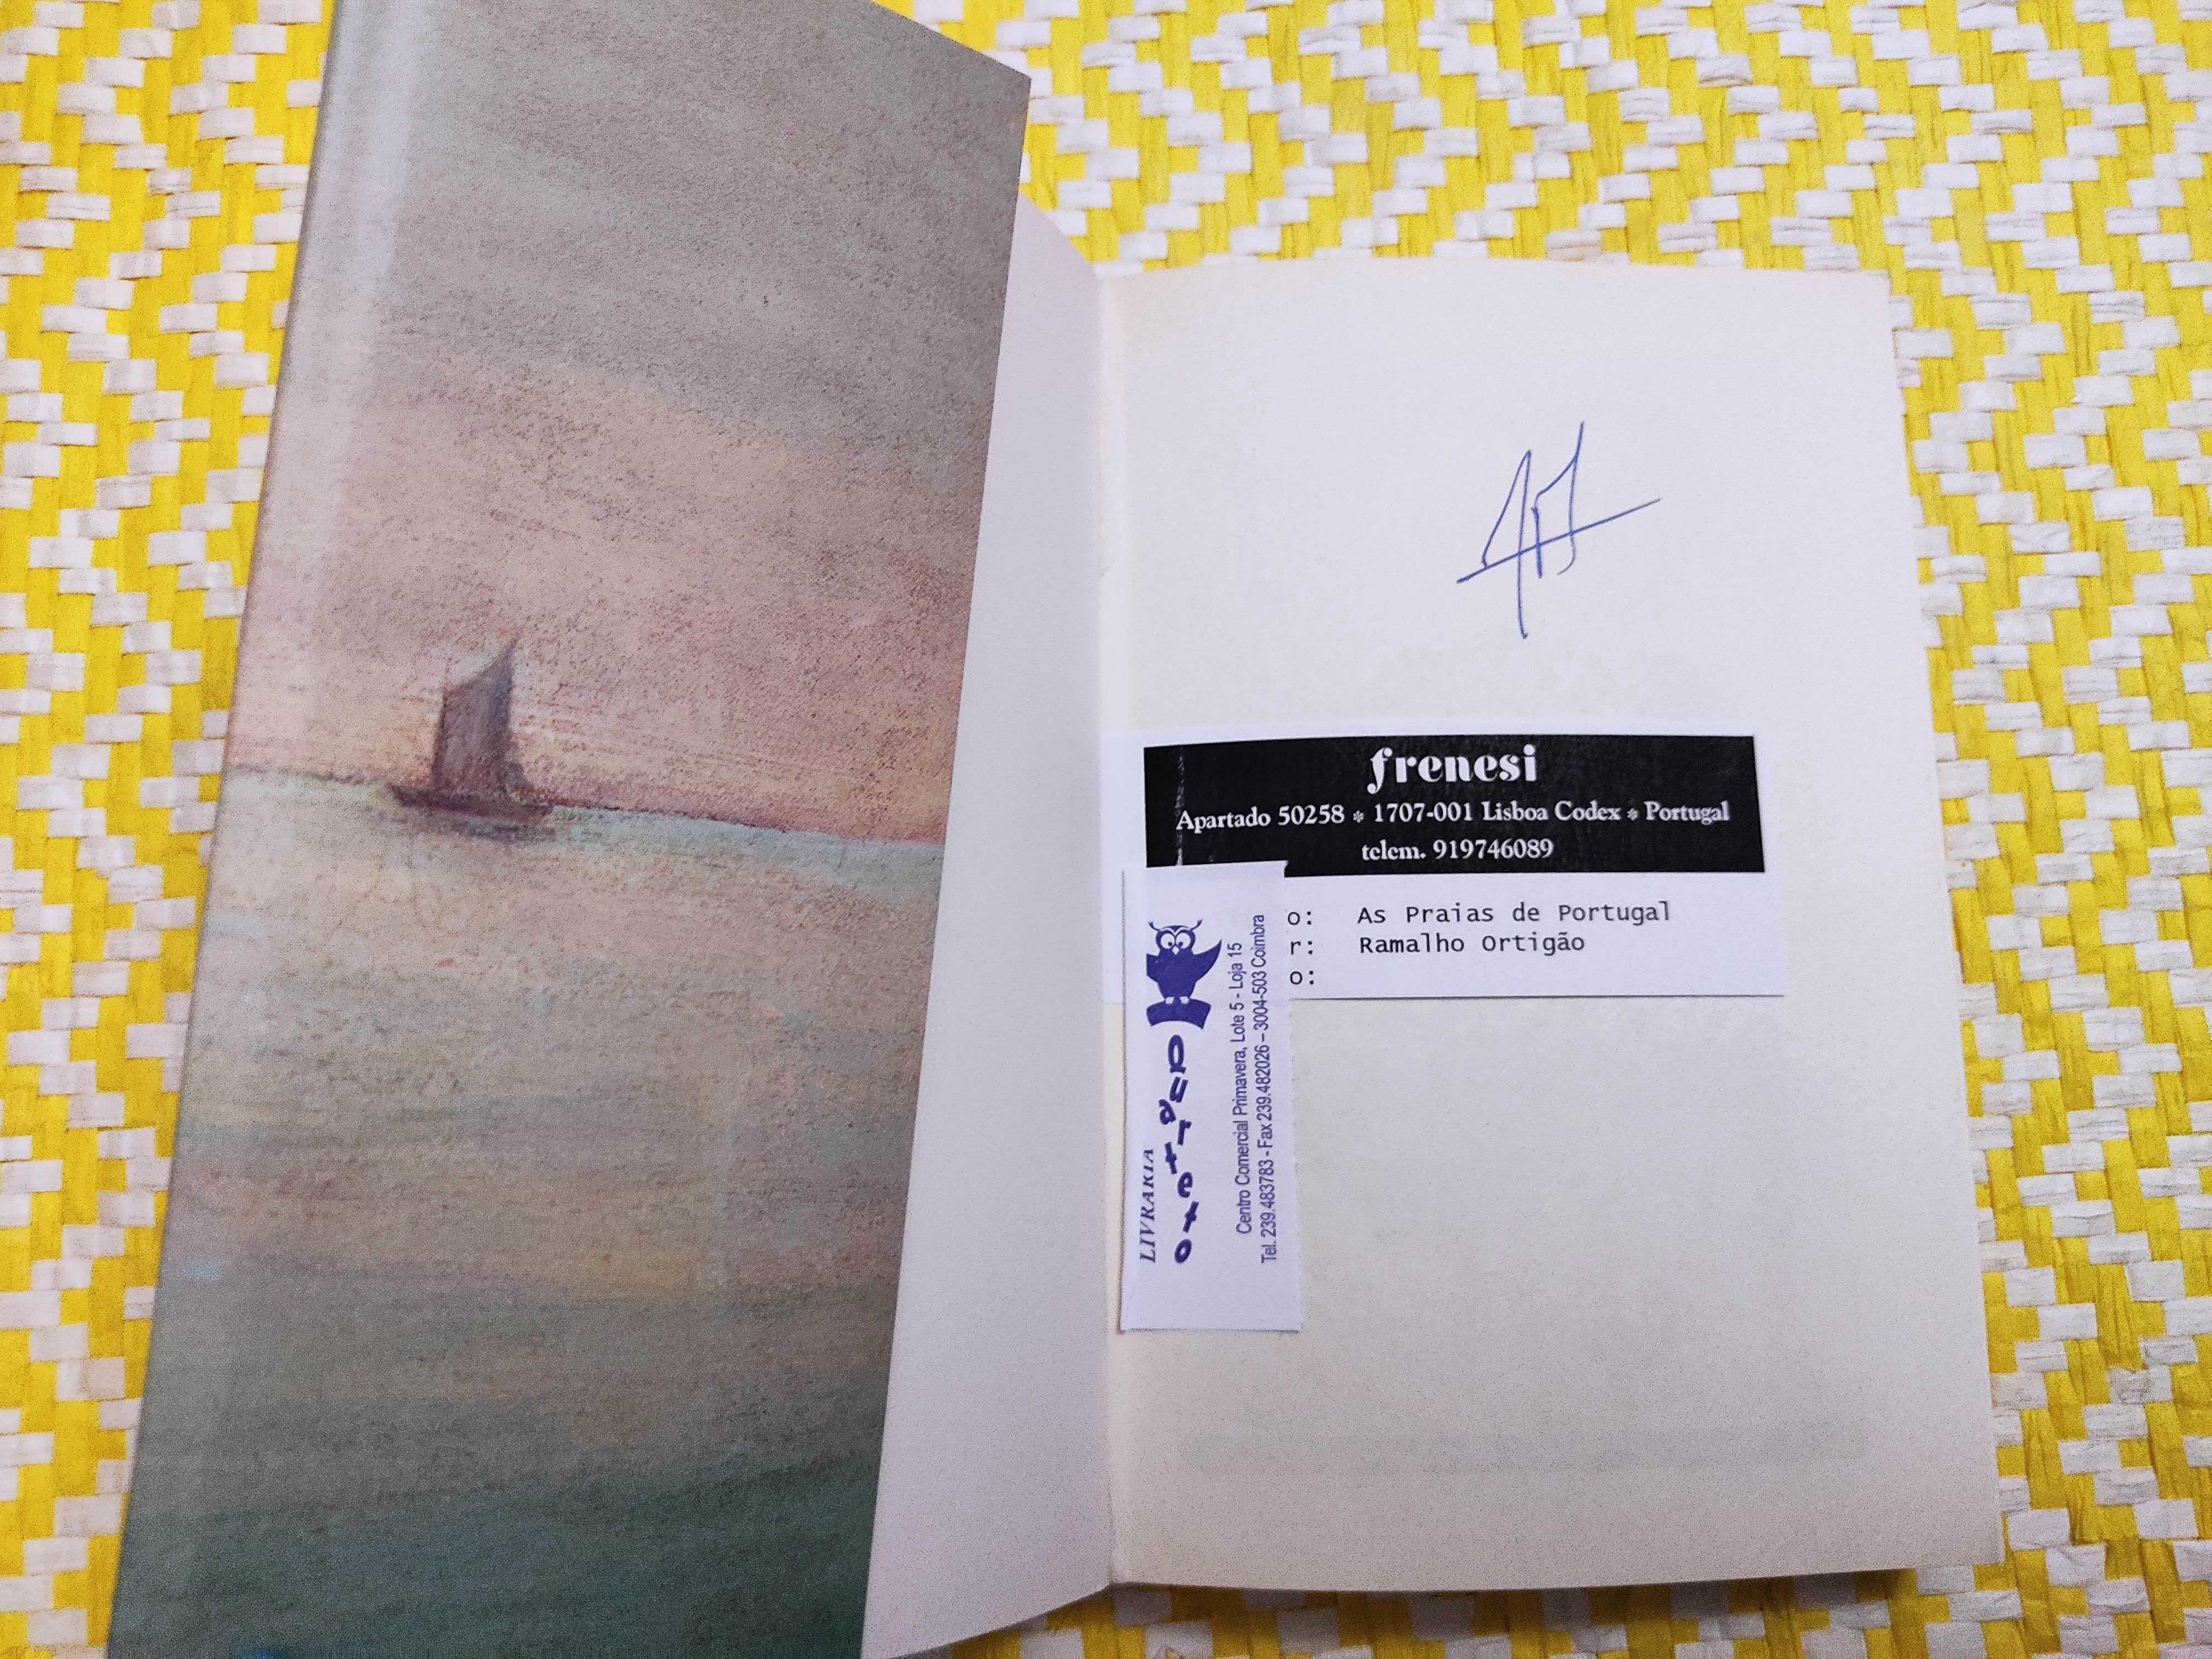 frenesi
Apartado 50258 * 1707-001 Lisboa Codex * Portugal
telem. 919746089
o: As Praias de Portugal
r: Ramalho Ortigão
o:
LIVRARIA
Centro Comercial Primavera, Lote 5 - Loja 15
Tel. 239.483783 - Fax 239.482026 – 3004-503 Coimbra